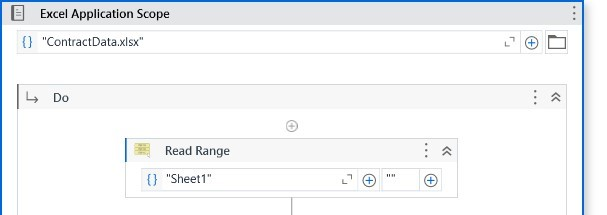 Excel Application Scope
{} "ContractData.xlsx"
Do
Read Range
{} "Sheet1" ""